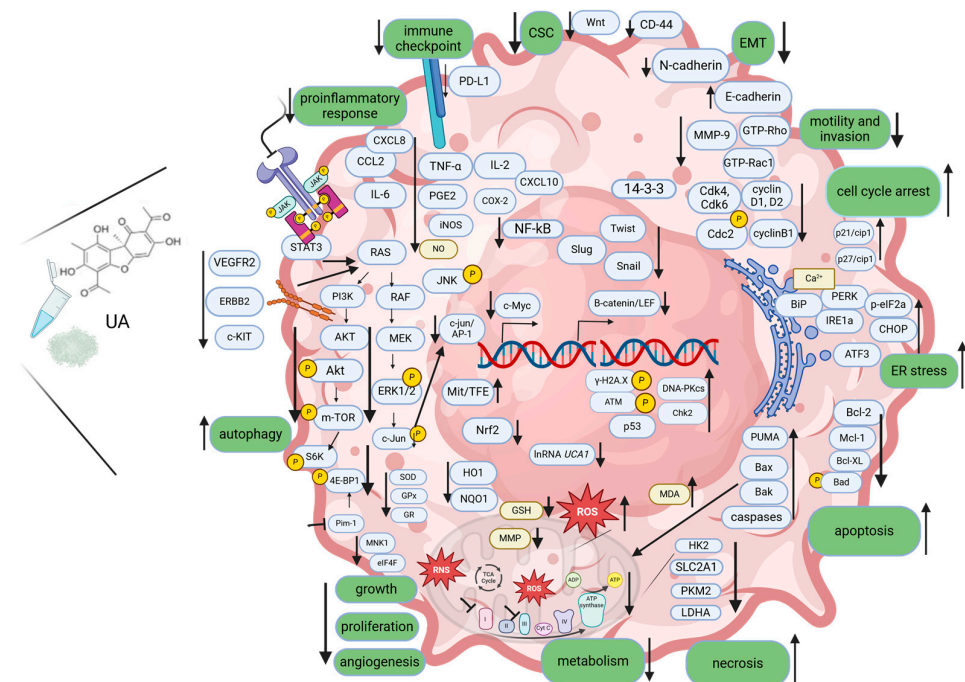 immune
checkpoint
CSC
Wnt
CD-44
EMT
N-cadherin
E-cadherin
PD-L1
proinflammatory
response
motility and
invasion
CXCL8
CCL2
TNF-α
IL-2
CXCL10
IL-6
PGE2
COX-2
iNOS
NO
MMP-9
GTP-Rho
GTP-Rac1
14-3-3
Cdk4,
Cdk6
cyclin
D1, D2
P
Cdc2
cyclinB1
cell cycle arrest
p21/cip1
p27/cip1
JAK
JAK
STAT3
RAS
NF-kB
Twist
Slug
Snail
VEGFR2
ERBB2
c-KIT
OH
O
O
HO
OH
O
O
UA
PI3K
RAF
JNK
P
c-Myc
B-catenin/LEF
c-jun/
AP-1
AKT
MEK
Ca²⁺
BiP
PERK
IRE1a
p-eIF2a
CHOP
ATF3
ER stress
P
Akt
ERK1/2
P
Mit/TFE
γ-H2A.X
P
DNA-PKcs
ATM
P
Chk2
p53
P
m-TOR
c-Jun
P
autophagy
Nrf2
lnRNA UCA1
P
S6K
P
4E-BP1
Pim-1
MNK1
eIF4F
SOD
GPx
GR
HO1
NQO1
GSH
MMP
ROS
MDA
PUMA
Bax
Bak
caspases
Bcl-2
Mcl-1
Bcl-XL
P
Bad
apoptosis
RNS
TCA
Cycle
ROS
ADP
ATP
ATP
synthase
I
II
III
Cyt C
IV
HK2
SLC2A1
PKM2
LDHA
growth
proliferation
angiogenesis
metabolism
necrosis